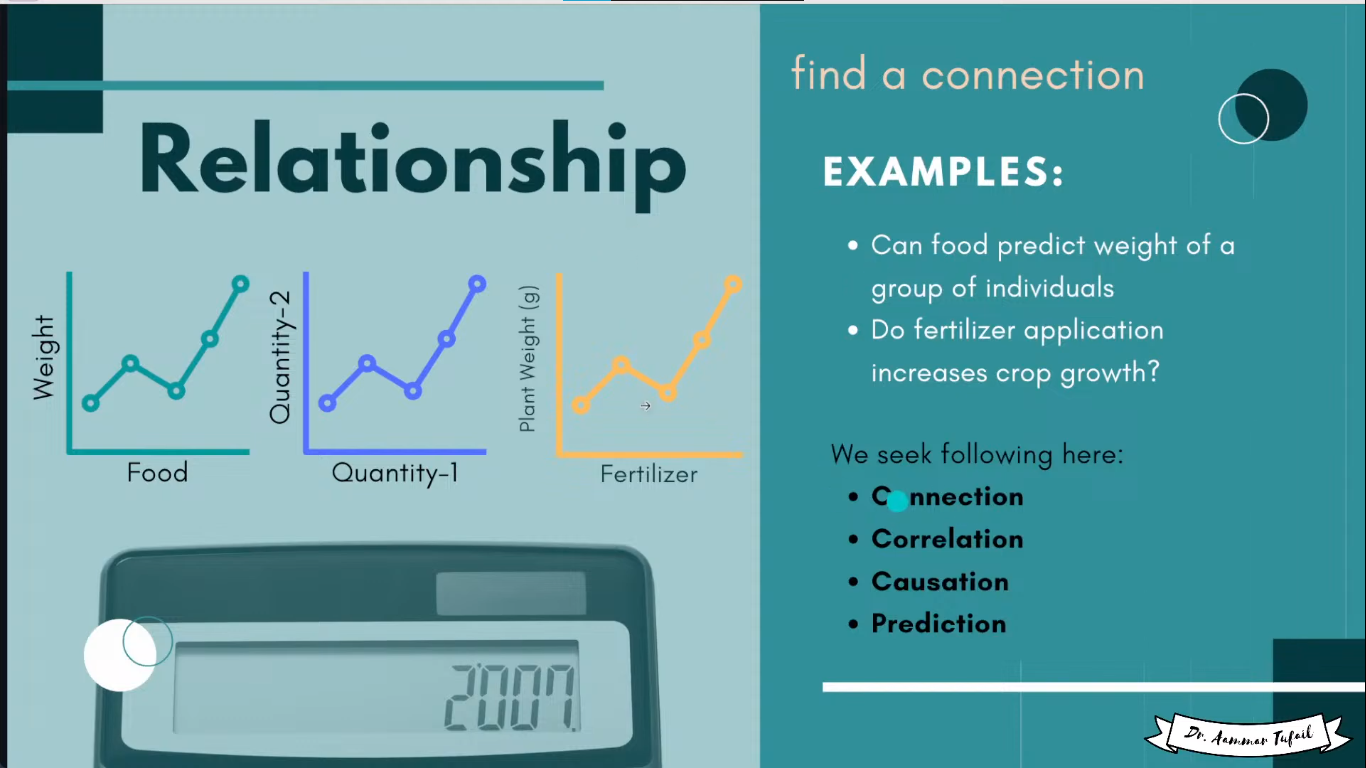 Relationship
Weight
Food
Quantity-2
Quantity-1
Plant Weight (g)
Fertilizer
2007
find a connection
EXAMPLES:
• Can food predict weight of a
group of individuals
• Do fertilizer application
increases crop growth?
We seek following here:
• Connection
• Correlation
• Causation
• Prediction
Dr. Aammar Tufail